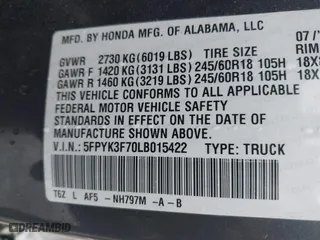 MFD. BY HONDA MFG. OF ALABAMA, LLC 07/
GVWR 2730 KG (6019 LBS) TIRE SIZE RIM
GAWR F 1420 KG (3131 LBS) 245/60R18 105H 18X8
GAWR R 1460 KG (3219 LBS) 245/60R18 105H 18X
THIS VEHICLE CONFORMS TO ALL APPLICABLE
FEDERAL MOTOR VEHICLE SAFETY
STANDARDS IN EFFECT ON THE DATE OF
MANUFACTURE SHOWN ABOVE.
V.I.N.: 5FPYK3F70LB015422 TYPE: TRUCK
T6Z L AF5 -NH797M -A-B